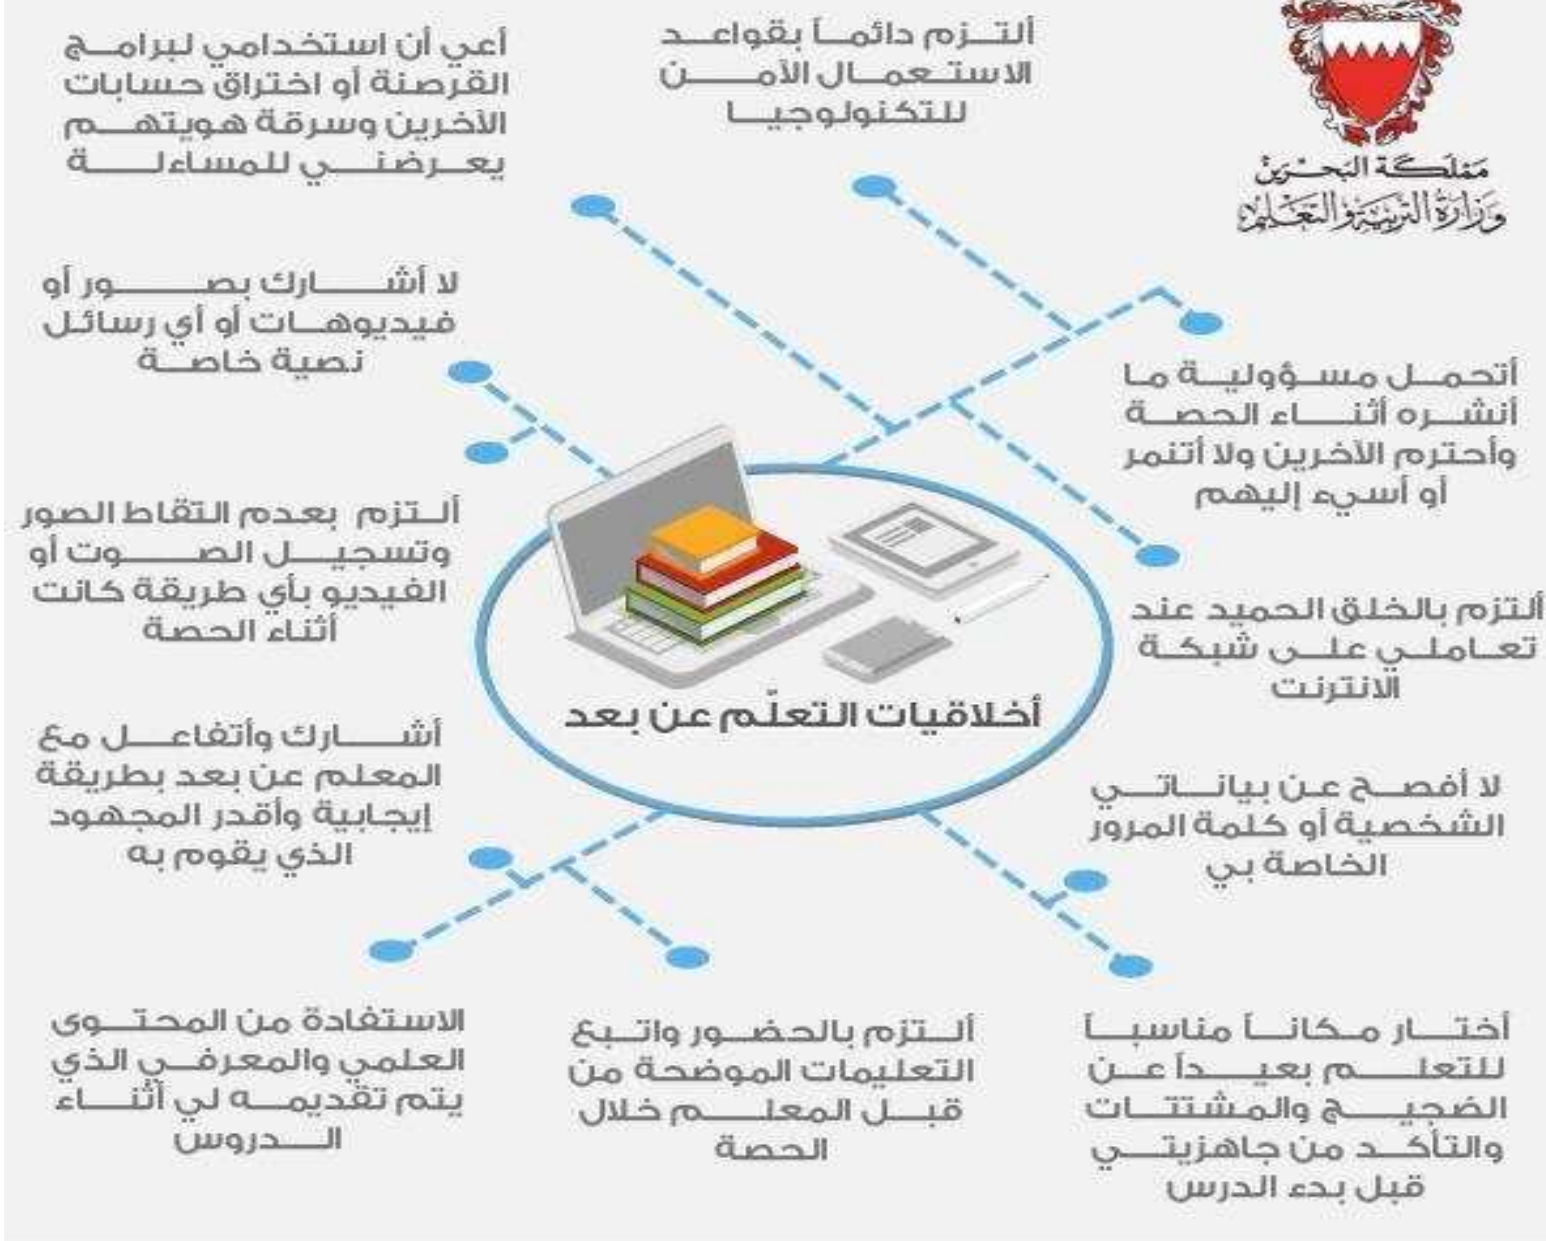 مملكة البحرين
وزارة التربية والتعليم
ألتزم دائماً بقواعد
الاستعمال الآمن
للتكنولوجيا
أعي أن استخدامي لبرامج
القرصنة أو اختراق حسابات
الآخرين وسرقة هويتهم
يعرضني للمساءلة
أتحمل مسؤولية ما
أنشره أثناء الحصة
وأحترم الآخرين ولا أتنمر
أو أسيء إليهم
لا أشارك بصور أو
فيديوهات أو أي رسائل
نصية خاصة
ألتزم بالخلق الحميد عند
تعاملي على شبكة
الانترنت
ألتزم بعدم التقاط الصور
وتسجيل الصوت أو
الفيديو بأي طريقة كانت
أثناء الحصة
أخلاقيات التعلّم عن بعد
لا أفصح عن بياناتي
الشخصية أو كلمة المرور
الخاصة بي
أشارك وأتفاعل مع
المعلم عن بعد بطريقة
إيجابية وأقدر المجهود
الذي يقوم به
أختار مكاناً مناسباً
للتعلم بعيداً عن
الضجيج والمشتتات
والتأكد من جاهزيتي
قبل بدء الدرس
ألتزم بالحضور واتبع
التعليمات الموضحة من
قبل المعلم خلال
الحصة
الاستفادة من المحتوى
العلمي والمعرفي الذي
يتم تقديمه لي أثناء
الدروس